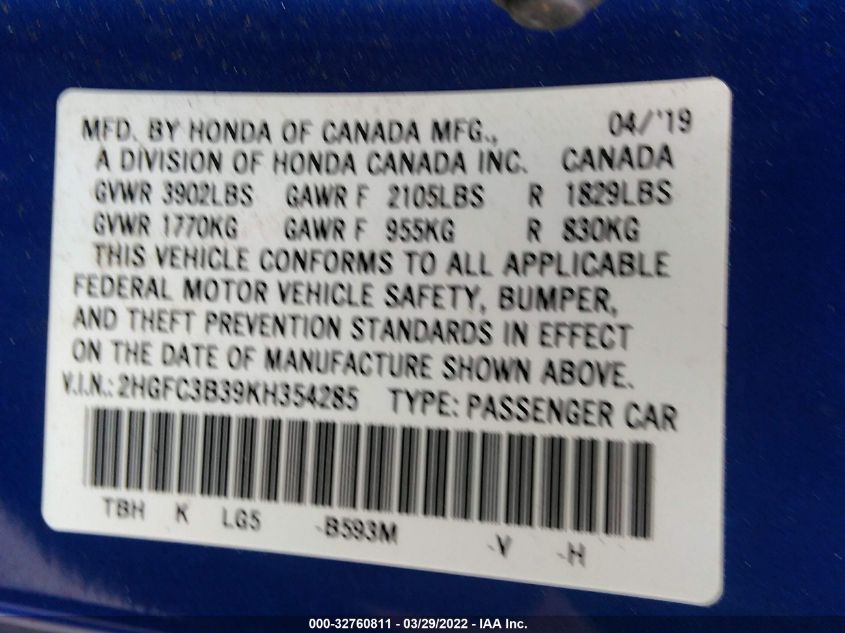 MFD. BY HONDA OF CANADA MFG., 04/'19
A DIVISION OF HONDA CANADA INC. CANADA
GVWR 3902LBS GAWR F 2105LBS R 1829LBS
GVWR 1770KG GAWR F 955KG R 830KG
THIS VEHICLE CONFORMS TO ALL APPLICABLE
FEDERAL MOTOR VEHICLE SAFETY, BUMPER,
AND THEFT PREVENTION STANDARDS IN EFFECT
ON THE DATE OF MANUFACTURE SHOWN ABOVE.
V.I.N.: 2HGFC3B39KH354285 TYPE: PASSENGER CAR
TBH K LG5 -B593M -V -H
000-32760811 - 03/29/2022 - IAA Inc.